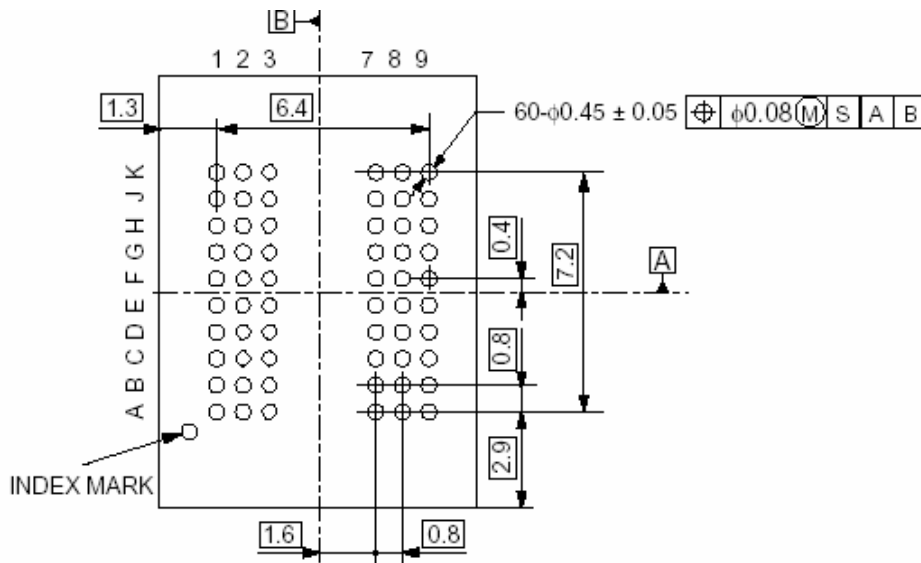 B
1 2 3
7 8 9
1.3
6.4
60-ϕ0.45 ± 0.05 ⌖ ϕ0.08 Ⓜ S A B
K
J
H
G
F
E
D
C
B
A
0.4
7.2
A
0.8
2.9
INDEX MARK
1.6
0.8